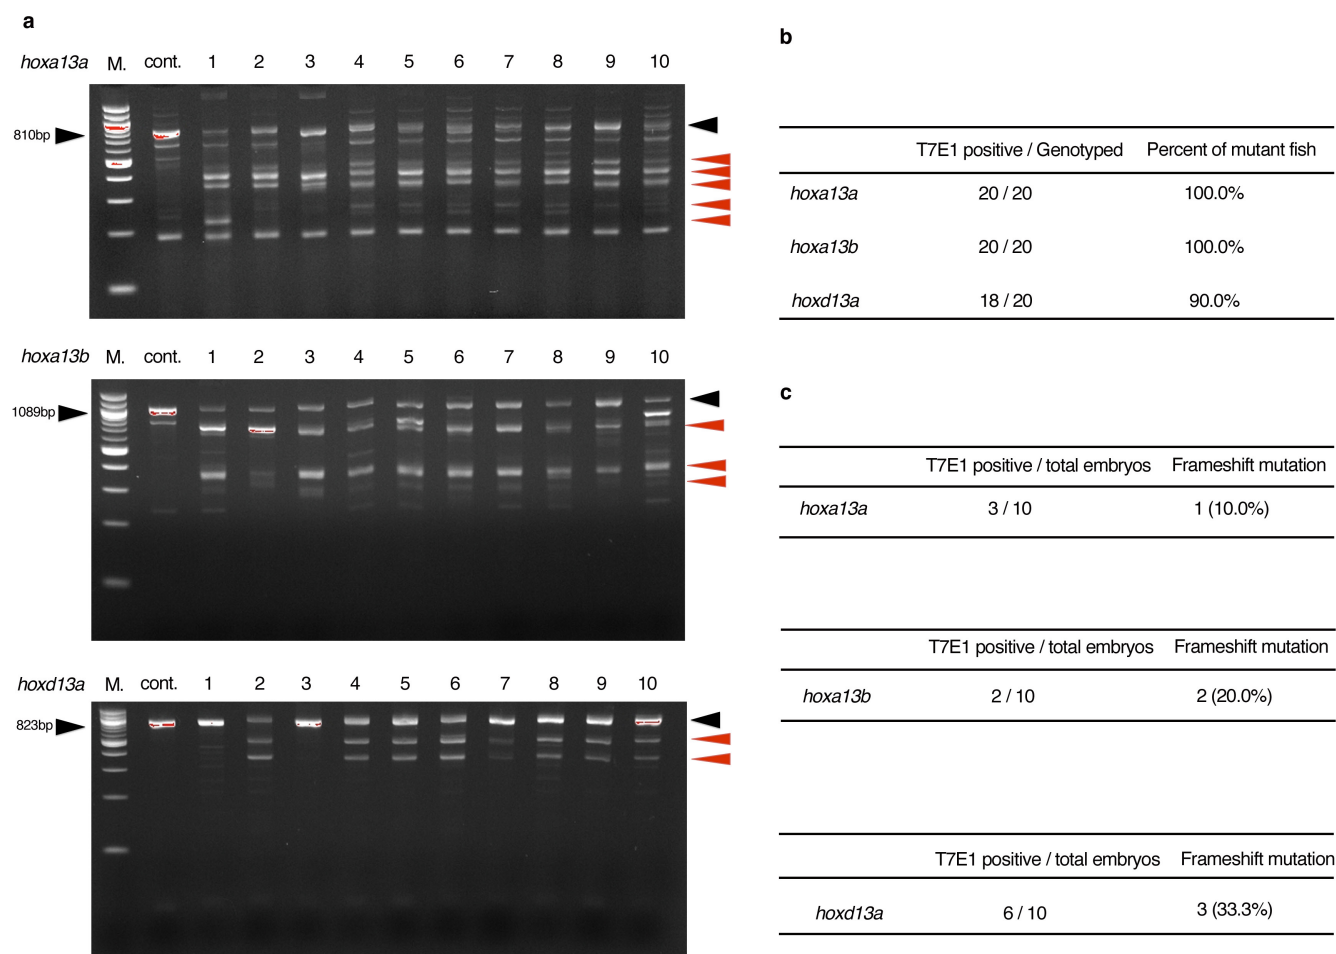 a
hoxa13a M. cont. 1 2 3 4 5 6 7 8 9 10
810bp
hoxa13b M. cont. 1 2 3 4 5 6 7 8 9 10
1089bp
hoxd13a M. cont. 1 2 3 4 5 6 7 8 9 10
823bp
b
T7E1 positive / Genotyped Percent of mutant fish
hoxa13a 20 / 20 100.0%
hoxa13b 20 / 20 100.0%
hoxd13a 18 / 20 90.0%
c
T7E1 positive / total embryos Frameshift mutation
hoxa13a 3 / 10 1 (10.0%)
T7E1 positive / total embryos Frameshift mutation
hoxa13b 2 / 10 2 (20.0%)
T7E1 positive / total embryos Frameshift mutation
hoxd13a 6 / 10 3 (33.3%)